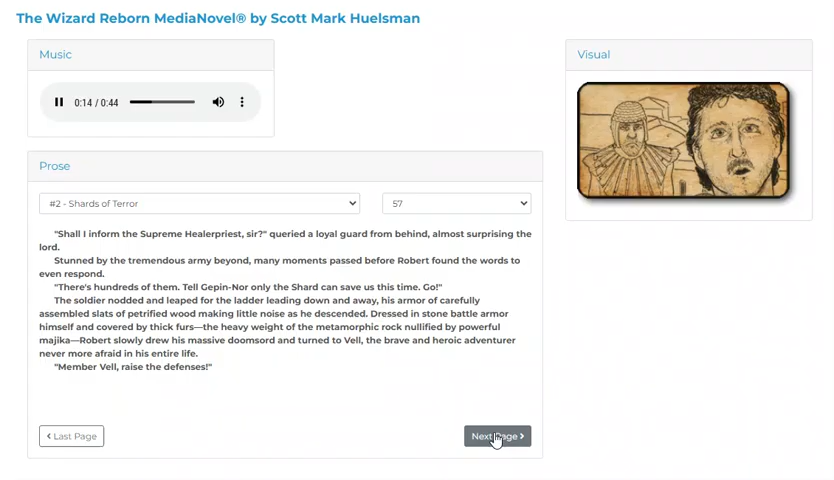 The Wizard Reborn MediaNovel® by Scott Mark Huelsman
Music
0:14 / 0:44
Visual
Prose
#2 - Shards of Terror
57
"Shall I inform the Supreme Healerpriest, sir?" queried a loyal guard from behind, almost surprising the
lord.
Stunned by the tremendous army beyond, many moments passed before Robert found the words to
even respond.
"There's hundreds of them. Tell Gepin-Nor only the Shard can save us this time. Go!"
The soldier nodded and leaped for the ladder leading down and away, his armor of carefully
assembled slats of petrified wood making little noise as he descended. Dressed in stone battle armor
himself and covered by thick furs—the heavy weight of the metamorphic rock nullified by powerful
majika—Robert slowly drew his massive doomsord and turned to Vell, the brave and heroic adventurer
never more afraid in his entire life.
"Member Vell, raise the defenses!"
Last Page
Next Page